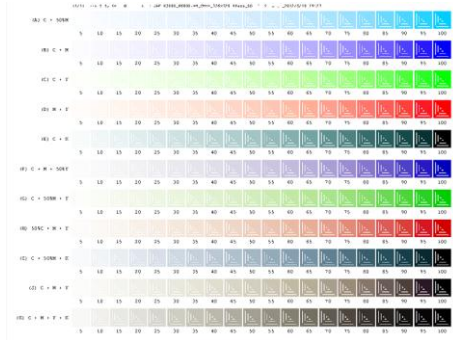 (A) C + 50%M
5 10 15 20 25 30 35 40 45 50 55 60 65 70 75 80 85 90 95 100
(B) C + M
5 10 15 20 25 30 35 40 45 50 55 60 65 70 75 80 85 90 95 100
(C) C + Y
5 10 15 20 25 30 35 40 45 50 55 60 65 70 75 80 85 90 95 100
(D) M + Y
5 10 15 20 25 30 35 40 45 50 55 60 65 70 75 80 85 90 95 100
(E) C + K
5 10 15 20 25 30 35 40 45 50 55 60 65 70 75 80 85 90 95 100
(F) C + M + 50%Y
5 10 15 20 25 30 35 40 45 50 55 60 65 70 75 80 85 90 95 100
(G) C + 50%M + Y
5 10 15 20 25 30 35 40 45 50 55 60 65 70 75 80 85 90 95 100
(H) 50%C + M + Y
5 10 15 20 25 30 35 40 45 50 55 60 65 70 75 80 85 90 95 100
(I) C + 50%M + K
5 10 15 20 25 30 35 40 45 50 55 60 65 70 75 80 85 90 95 100
(J) C + M + Y
5 10 15 20 25 30 35 40 45 50 55 60 65 70 75 80 85 90 95 100
(K) C + M + Y + K
5 10 15 20 25 30 35 40 45 50 55 60 65 70 75 80 85 90 95 100